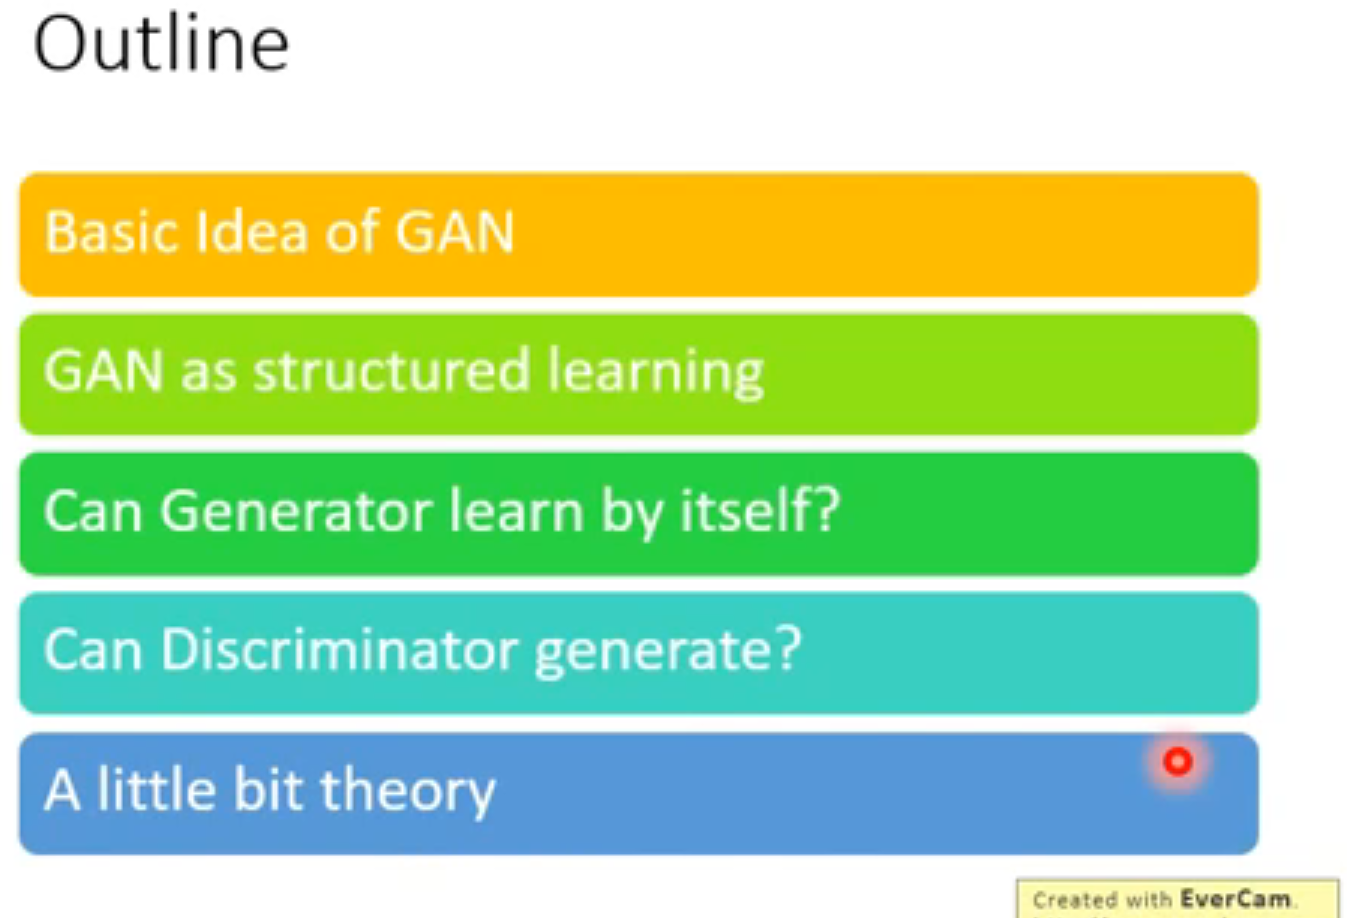 Outline
Basic Idea of GAN
GAN as structured learning
Can Generator learn by itself?
Can Discriminator generate?
A little bit theory
Created with EverCam.